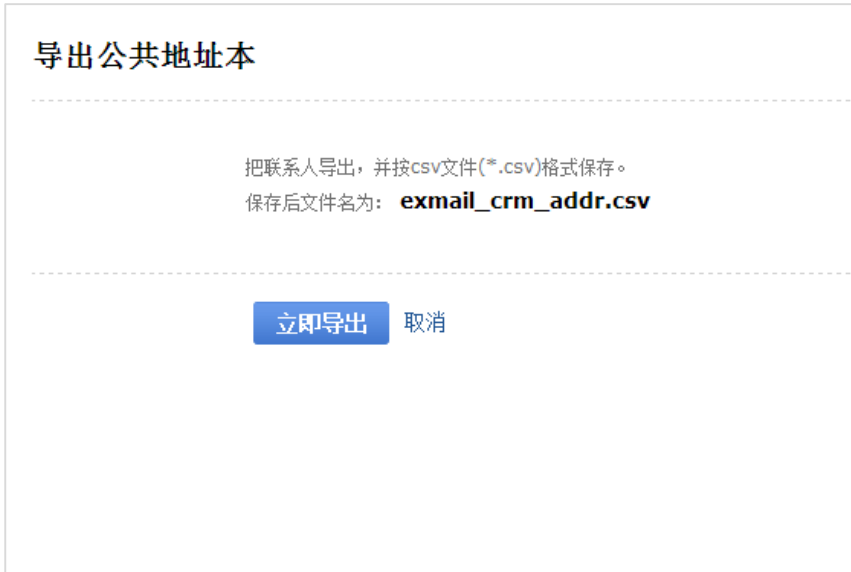 导出公共地址本
把联系人导出，并按csv文件(*.csv)格式保存。
保存后文件名为： exmail_crm_addr.csv
立即导出 取消